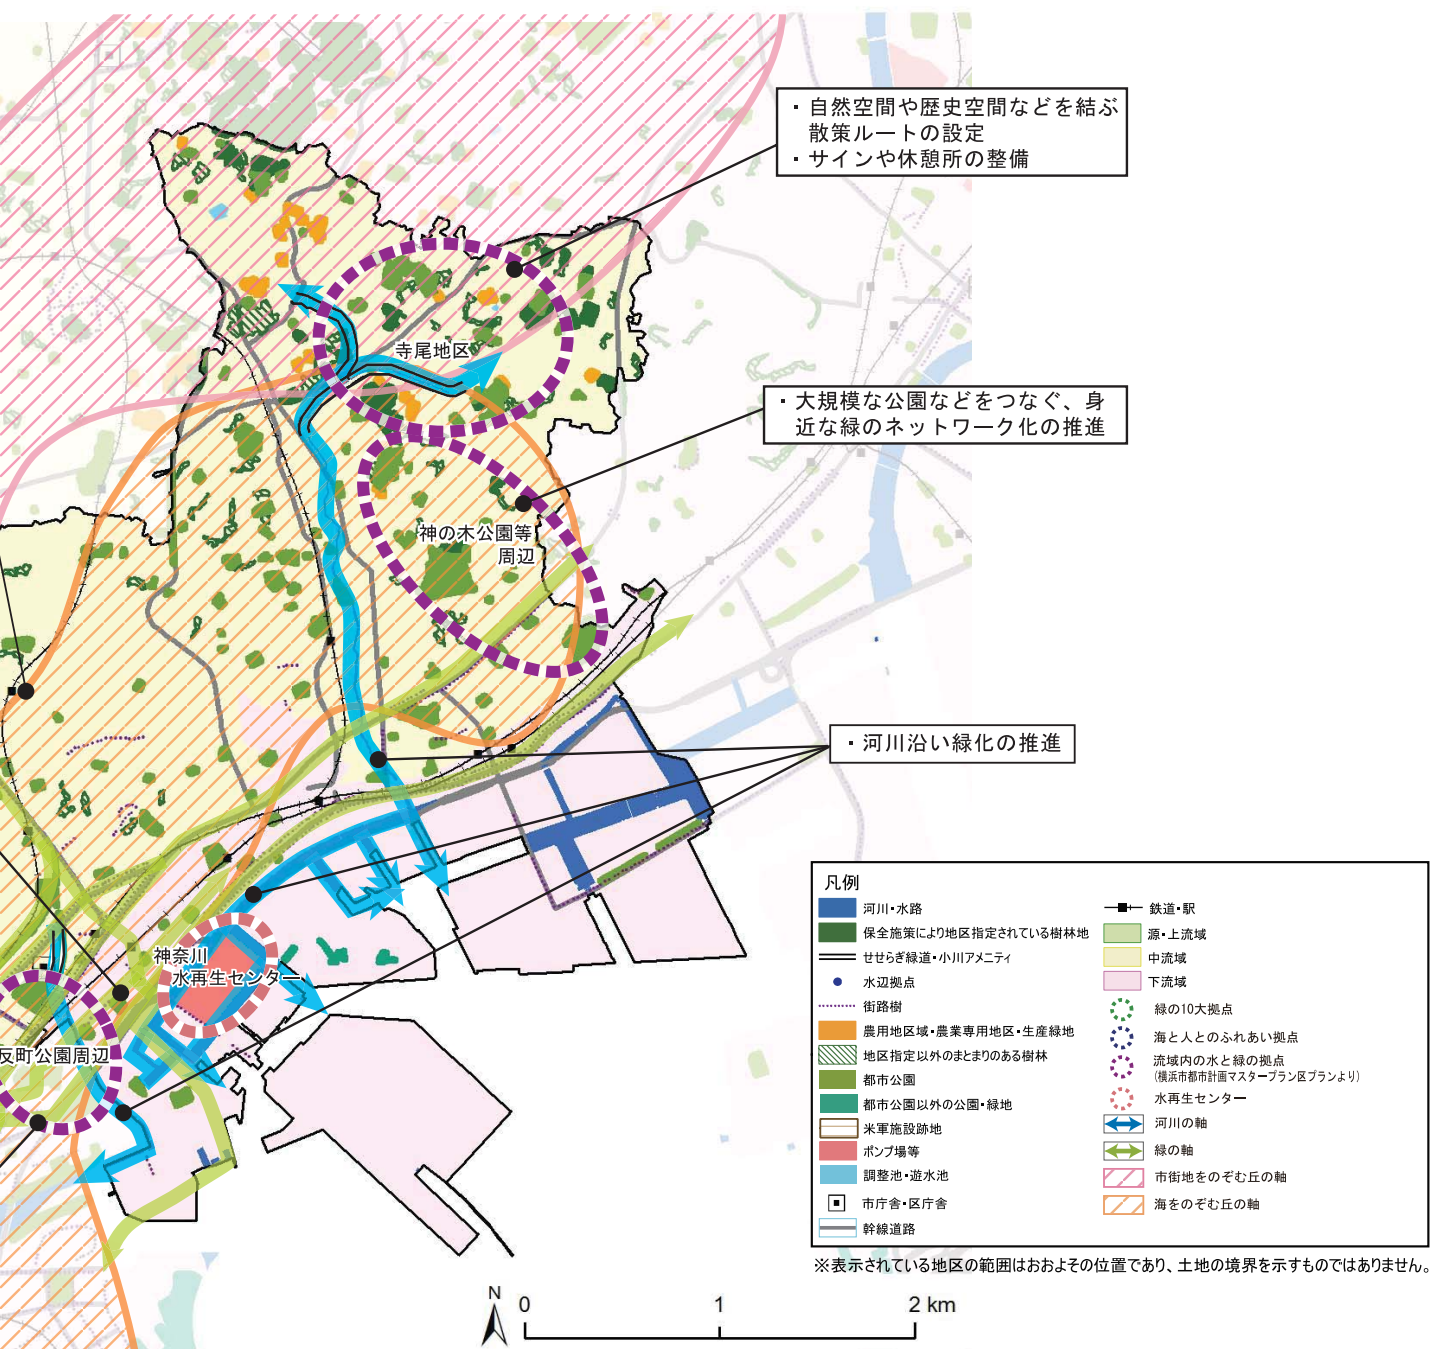 ・自然空間や歴史空間などを結ぶ
散策ルートの設定
・サインや休憩所の整備
寺尾地区
・大規模な公園などをつなぐ、身
近な緑のネットワーク化の推進
神の木公園等
周辺
・河川沿い緑化の推進
神奈川
水再生センター
反町公園周辺
凡例
河川・水路
保全施策により地区指定されている樹林地
せせらぎ緑道・小川アメニティ
水辺拠点
街路樹
農用地区域・農業専用地区・生産緑地
地区指定以外のまとまりのある樹林
都市公園
都市公園以外の公園・緑地
米軍施設跡地
ポンプ場等
調整池・遊水池
市庁舎・区庁舎
幹線道路
鉄道・駅
源・上流域
中流域
下流域
緑の10大拠点
海と人とのふれあい拠点
流域内の水と緑の拠点
(横浜市都市計画マスタープラン区プランより)
水再生センター
河川の軸
緑の軸
市街地をのぞむ丘の軸
海をのぞむ丘の軸
※表示されている地区の範囲はおおよその位置であり、土地の境界を示すものではありません。
N
0 1 2 km